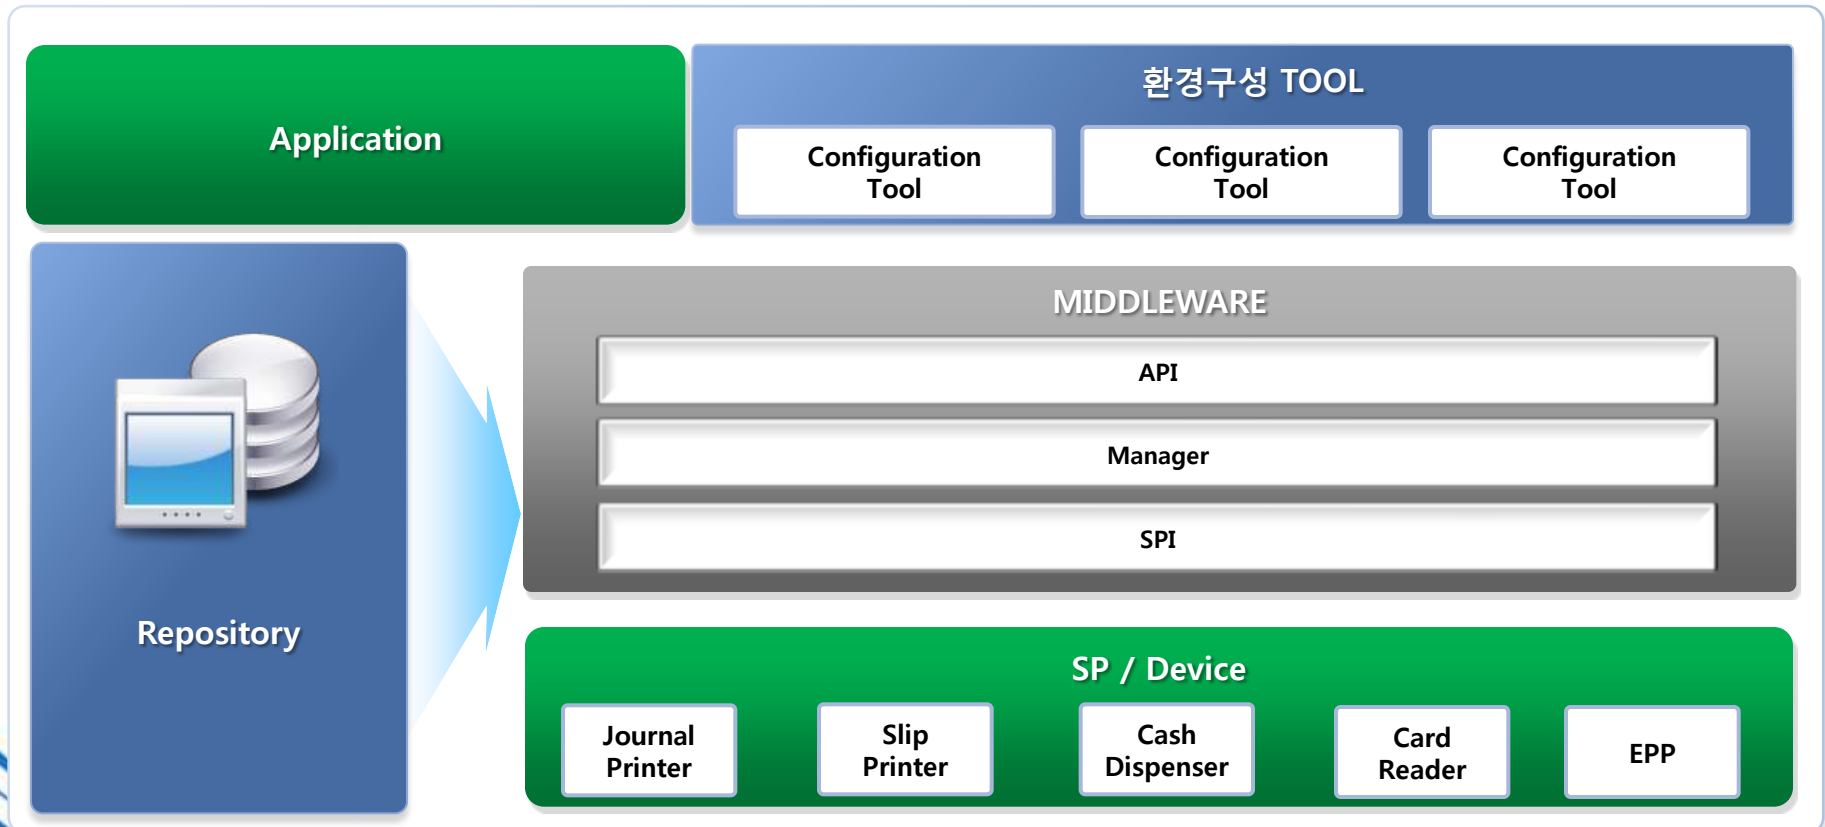 Application
환경구성 TOOL
Configuration
Tool
Configuration
Tool
Configuration
Tool
Repository
MIDDLEWARE
API
Manager
SPI
SP / Device
Journal
Printer
Slip
Printer
Cash
Dispenser
Card
Reader
EPP